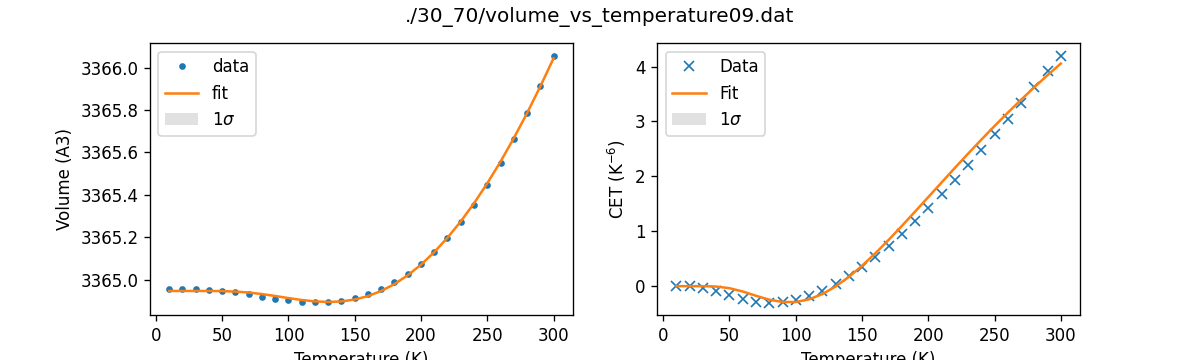 ./30_70/volume_vs_temperature09.dat
Volume (A3)
3366.0
3365.8
3365.6
3365.4
3365.2
3365.0
data
fit
1σ
0 50 100 150 200 250 300
Temperature (K)
CET (K⁻⁶)
4
3
2
1
0
Data
Fit
1σ
0 50 100 150 200 250 300
Temperature (K)